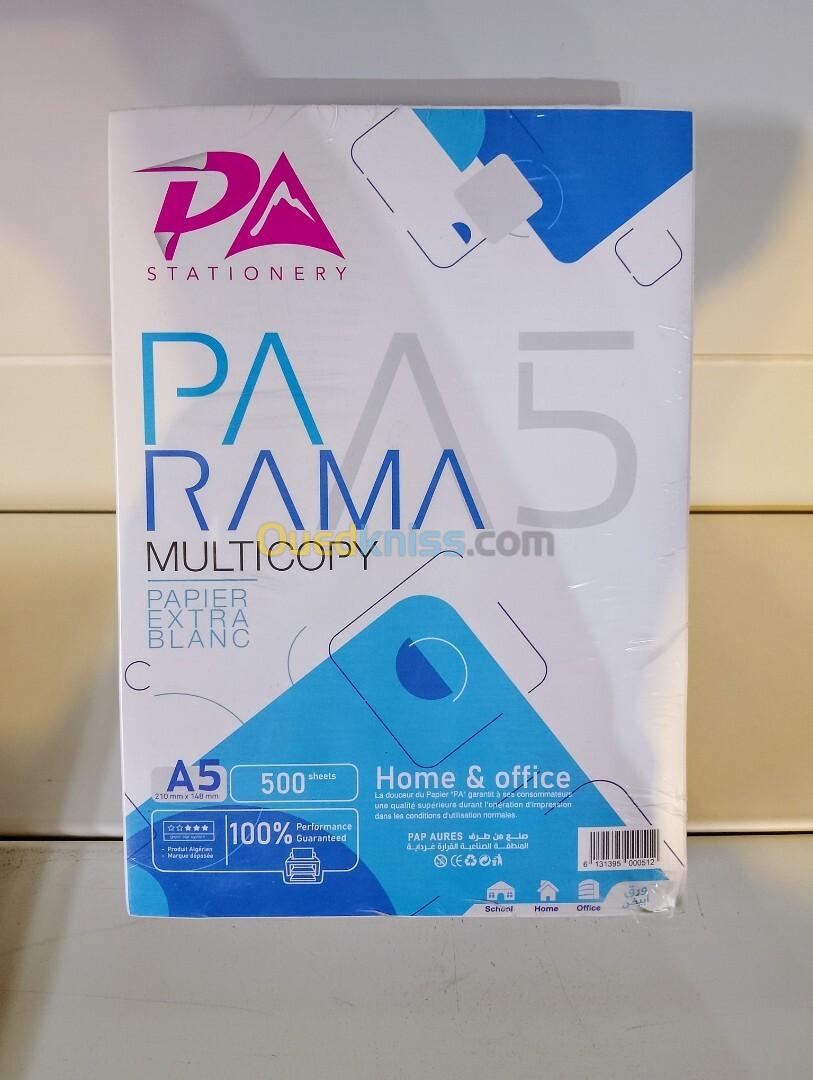 PA
STATIONERY
A5
PA
RAMA
MULTICOPY
Ouedkniss.com
PAPIER
EXTRA
BLANC
A5
210 mm x 148 mm
500 sheets
Home & office
La douceur du Papier "PA" garantit à ses consommateurs
une qualité supérieure durant l'opération d'impression
dans les conditions d'utilisation normales.
100% Performance
Guaranteed
- Produit Algérien
- Marque déposée
PAP AURES صنع من طرف
المنطقة الصناعية القرارة غرداية
CE
6 131395 000512
School
Home
Office
ورق
أبيض